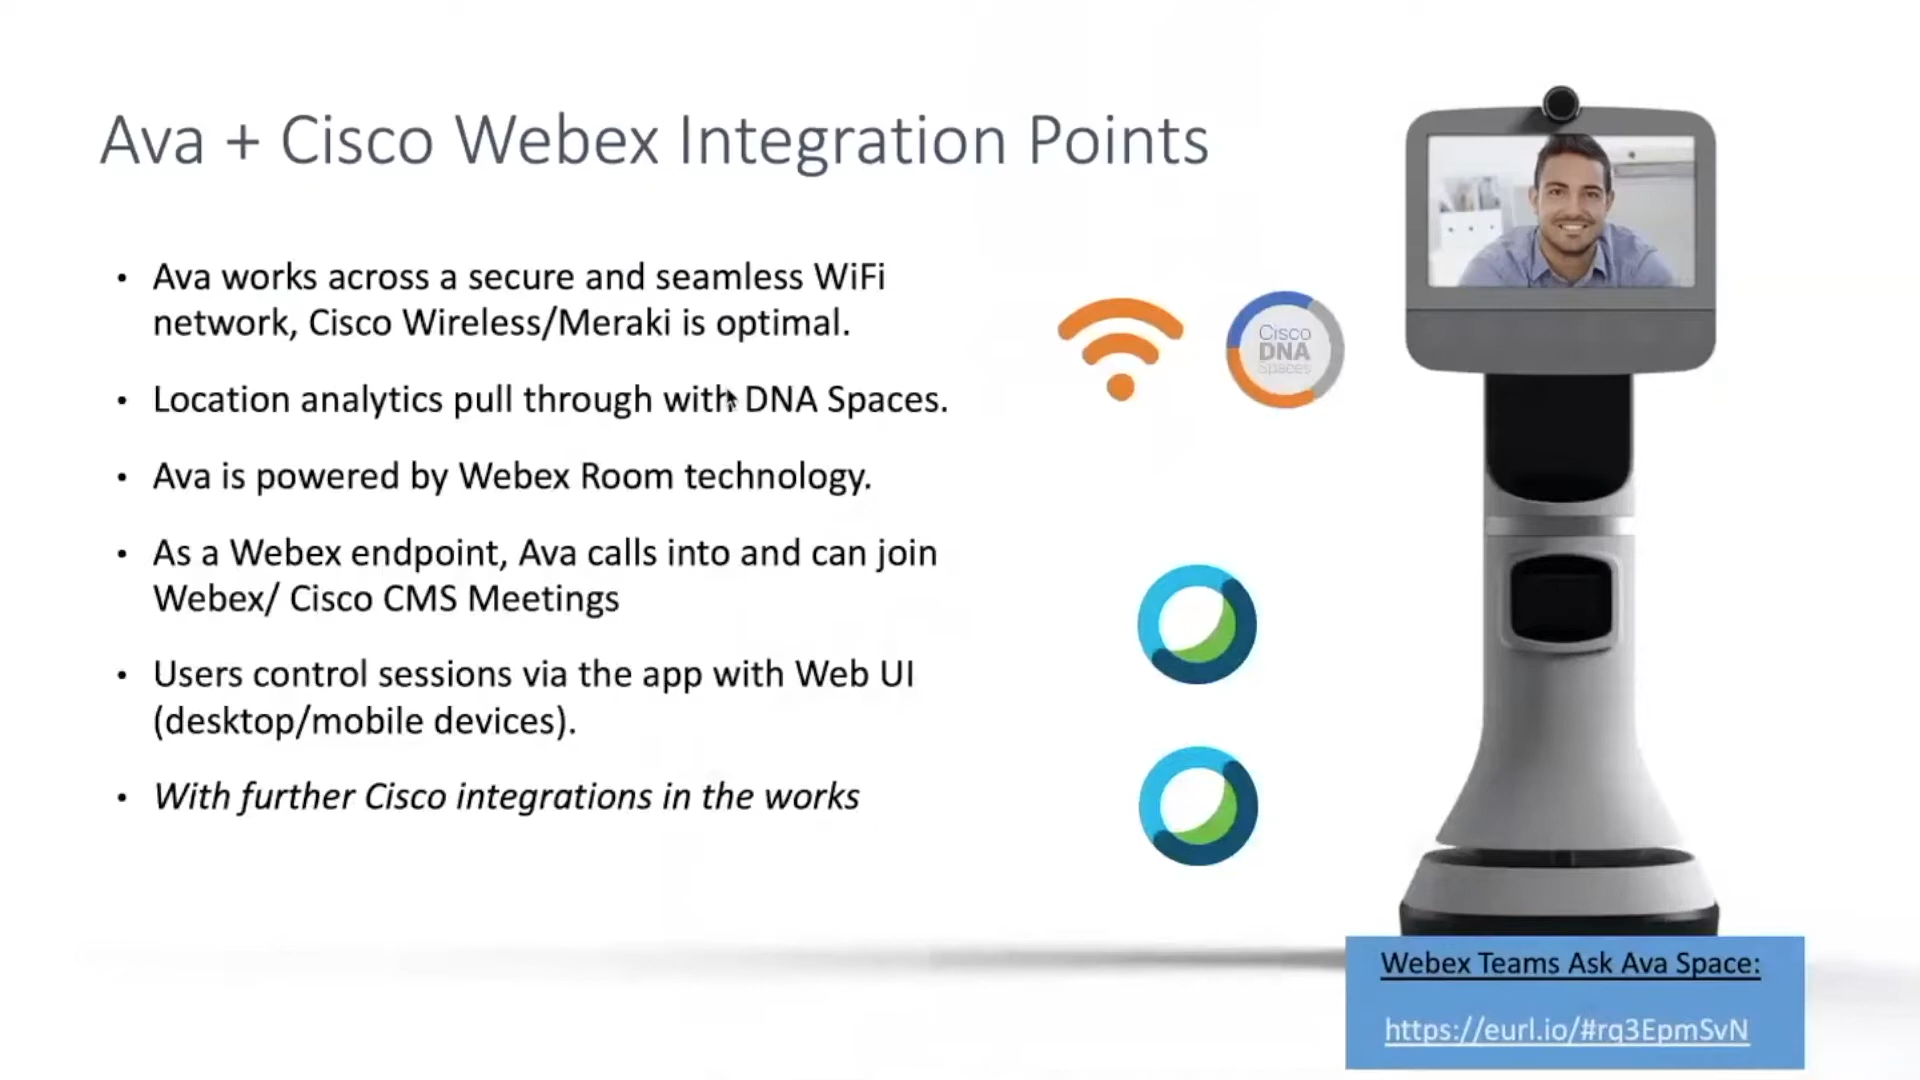 Ava + Cisco Webex Integration Points
• Ava works across a secure and seamless WiFi
network, Cisco Wireless/Meraki is optimal.
• Location analytics pull through with DNA Spaces.
• Ava is powered by Webex Room technology.
• As a Webex endpoint, Ava calls into and can join
Webex/ Cisco CMS Meetings
• Users control sessions via the app with Web UI
(desktop/mobile devices).
• With further Cisco integrations in the works
Cisco
DNA
Spaces
Webex Teams Ask Ava Space:
https://eurl.io/#rq3EpmSvN